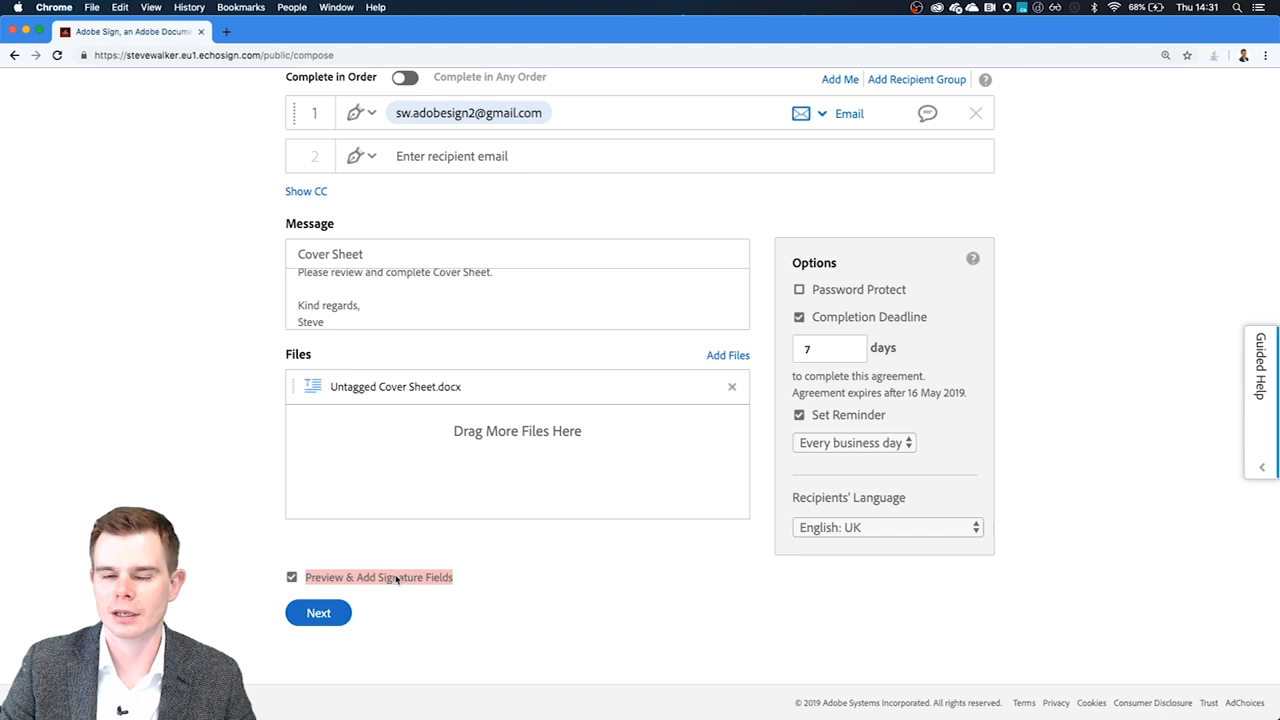 Chrome File Edit View History Bookmarks People Window Help 68% Thu 14:31
Adobe Sign, an Adobe Docume
https://stevewalker.eu1.echosign.com/public/compose
Complete in Order Complete in Any Order Add Me Add Recipient Group ?
1 sw.adobesign2@gmail.com Email
2 Enter recipient email
Show CC
Message
Cover Sheet
Please review and complete Cover Sheet.
Kind regards,
Steve
Files Add Files
Untagged Cover Sheet.docx
Drag More Files Here
Options ?
Password Protect
Completion Deadline
7 days
to complete this agreement.
Agreement expires after 16 May 2019.
Set Reminder
Every business day
Recipients' Language
English: UK
Guided Help
Preview & Add Signature Fields
Next
© 2019 Adobe Systems Incorporated. All rights reserved. Terms Privacy Cookies Consumer Disclosure Trust AdChoices